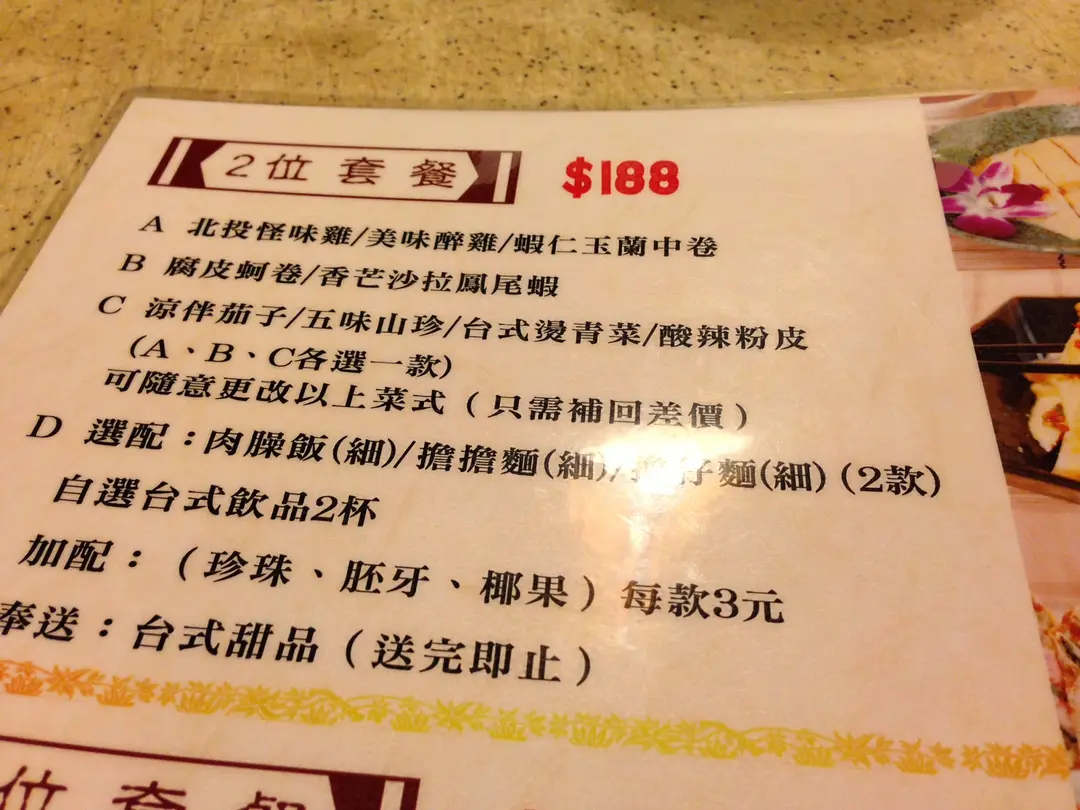 2位套餐 $188
A 北投怪味雞/美味醉雞/蝦仁玉蘭中卷
B 腐皮蚵卷/香芒沙拉鳳尾蝦
C 涼伴茄子/五味山珍/台式燙青菜/酸辣粉皮
(A、B、C各選一款)
可隨意更改以上菜式（只需補回差價）
D 選配：肉臊飯(細)/擔擔麵(細)/擔仔麵(細)（2款）
自選台式飲品2杯
加配：（珍珠、胚牙、椰果）每款3元
奉送：台式甜品（送完即止）
位套餐